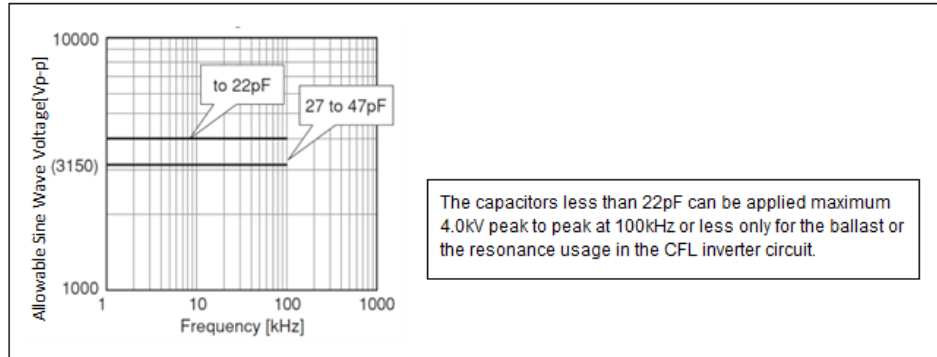 10000
to 22pF
27 to 47pF
(3150)
1000
1
10
100
1000
Frequency [kHz]
Allowable Sine Wave Voltage[Vp-p]
The capacitors less than 22pF can be applied maximum
4.0kV peak to peak at 100kHz or less only for the ballast or
the resonance usage in the CFL inverter circuit.